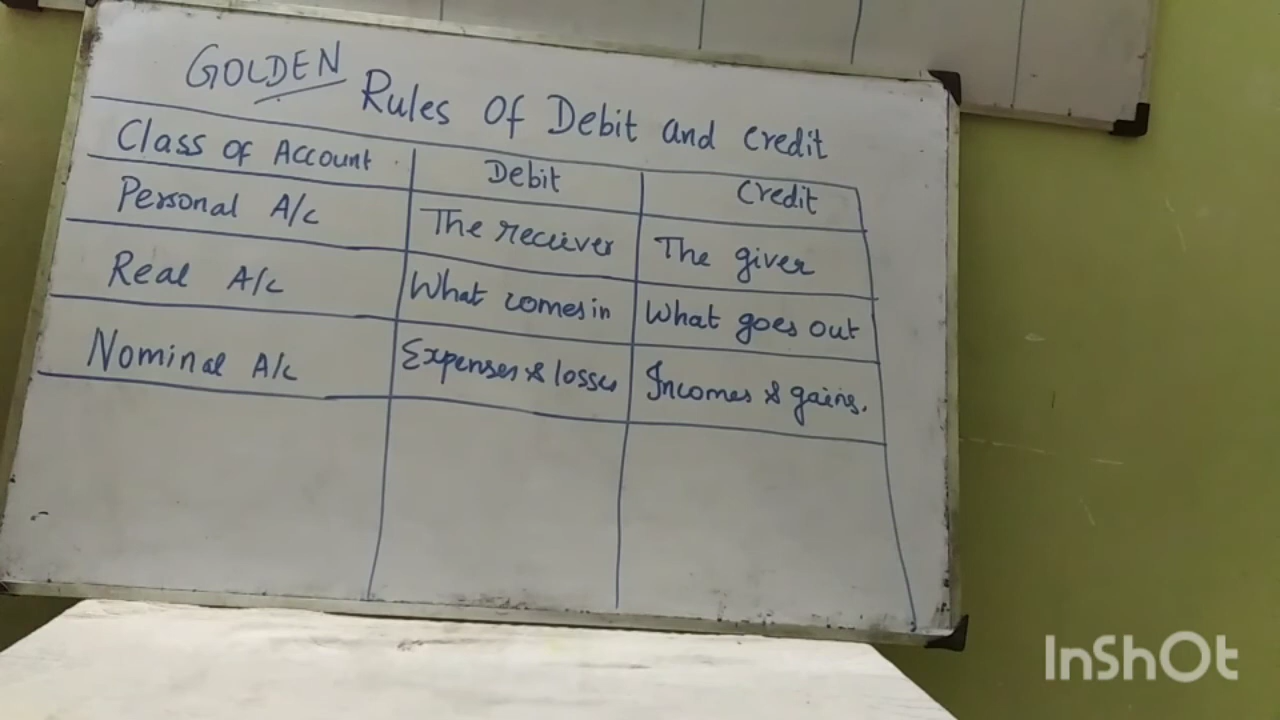 GOLDEN Rules Of Debit and Credit
Class of Account Debit Credit
Personal A/c The reciever The giver
Real A/c What comes in What goes out
Nominal A/c Expenses & losses Incomes & gains.
InShOt